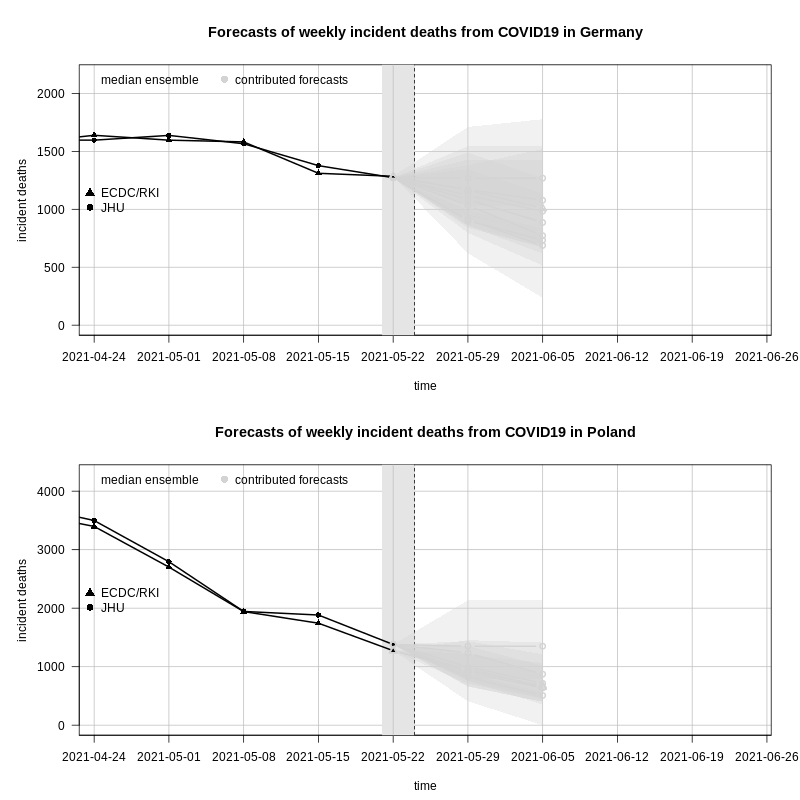 Forecasts of weekly incident deaths from COVID19 in Germany
median ensemble contributed forecasts
2000
1500
1000
500
0
incident deaths
ECDC/RKI
JHU
2021-04-24 2021-05-01 2021-05-08 2021-05-15 2021-05-22 2021-05-29 2021-06-05 2021-06-12 2021-06-19 2021-06-26
time
Forecasts of weekly incident deaths from COVID19 in Poland
median ensemble contributed forecasts
4000
3000
2000
1000
0
incident deaths
ECDC/RKI
JHU
2021-04-24 2021-05-01 2021-05-08 2021-05-15 2021-05-22 2021-05-29 2021-06-05 2021-06-12 2021-06-19 2021-06-26
time